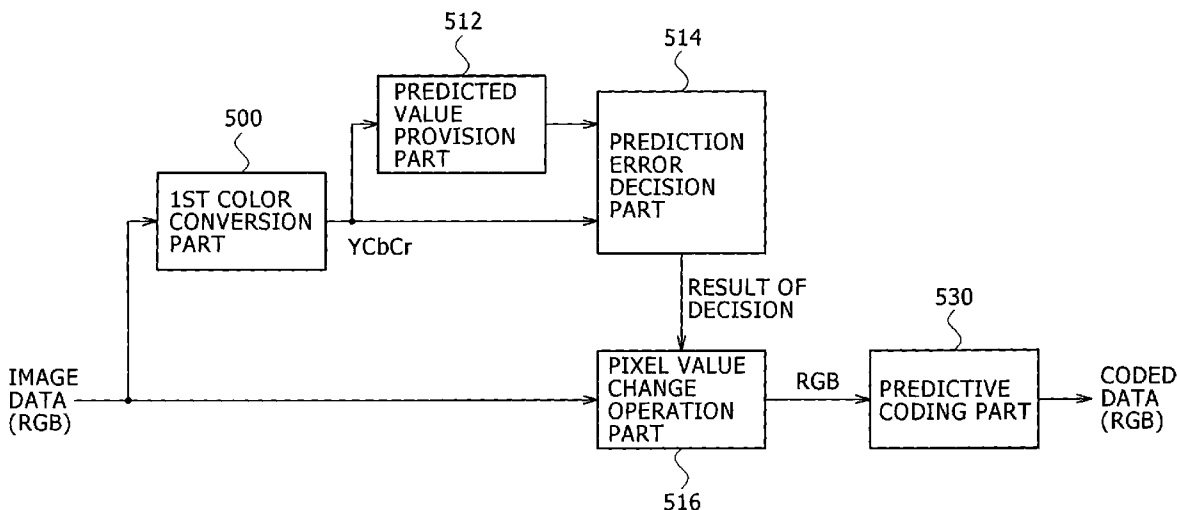 512
514
PREDICTED
VALUE
PROVISION
PART
500
PREDICTION
ERROR
DECISION
PART
1ST COLOR
CONVERSION
PART
YCbCr
RESULT OF
DECISION
530
IMAGE
DATA
(RGB)
PIXEL VALUE
CHANGE
OPERATION
PART
RGB
PREDICTIVE
CODING PART
CODED
DATA
(RGB)
516